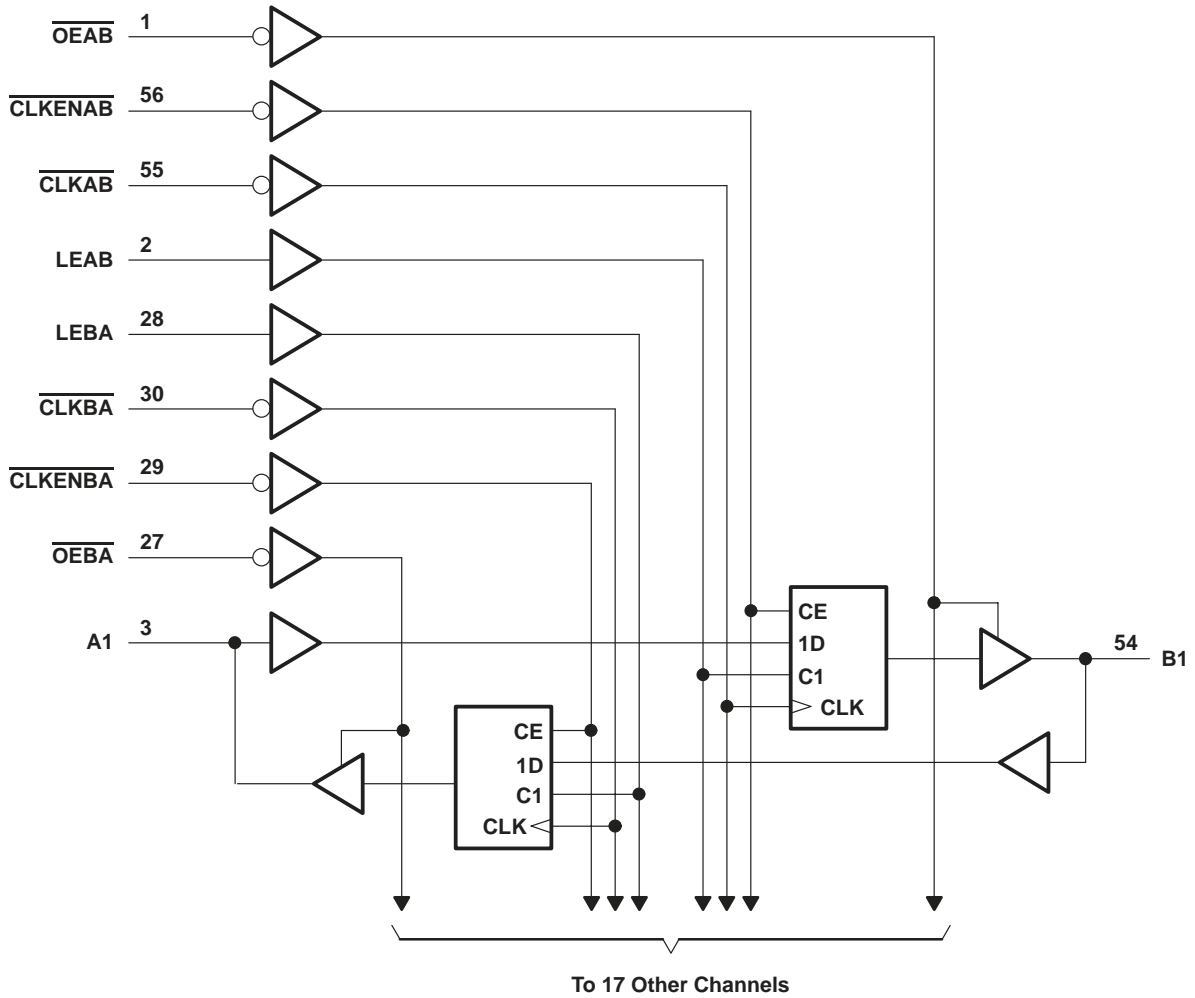 OEAB 1
CLKENAB 56
CLKAB 55
LEAB 2
LEBA 28
CLKBA 30
CLKENBA 29
OEBA 27
A1 3
CE
1D
C1
CLK
54 B1
CE
1D
C1
CLK
To 17 Other Channels